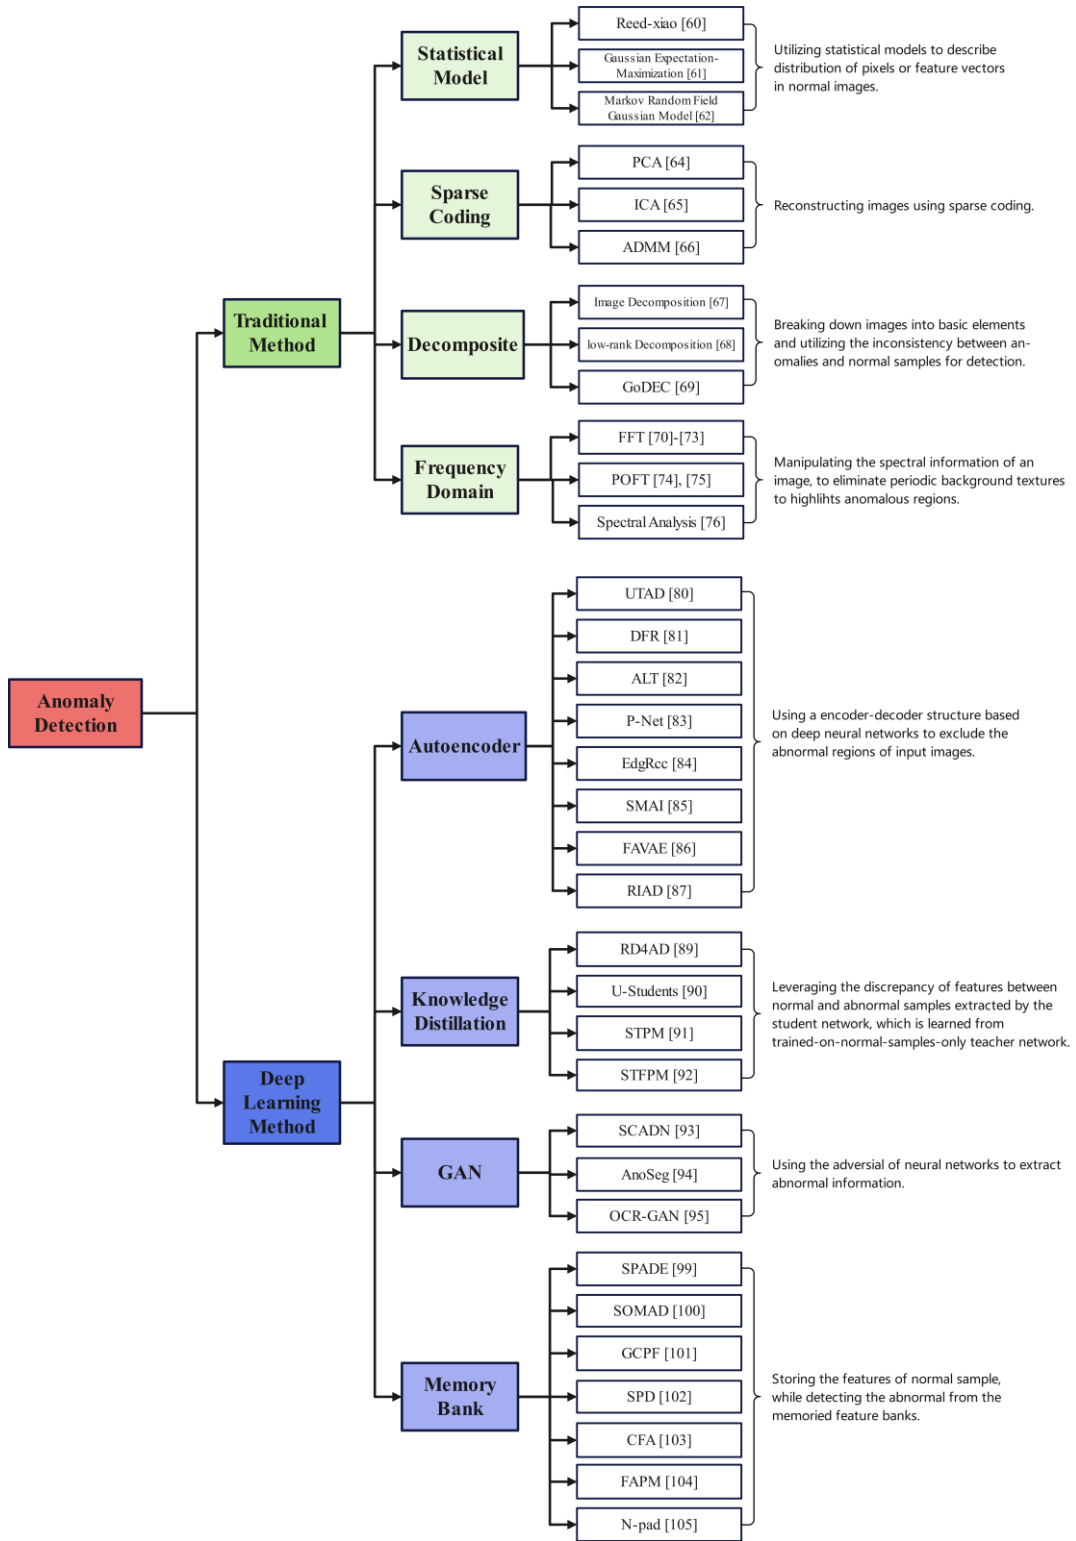 Anomaly
Detection
Traditional
Method
Statistical
Model
Reed-xiao [60]
Gaussian Expectation-
Maximization [61]
Markov Random Field
Gaussian Model [62]
Utilizing statistical models to describe
distribution of pixels or feature vectors
in normal images.
Sparse
Coding
PCA [64]
ICA [65]
ADMM [66]
Reconstructing images using sparse coding.
Decomposite
Image Decomposition [67]
low-rank Decomposition [68]
GoDEC [69]
Breaking down images into basic elements
and utilizing the inconsistency between an-
omalies and normal samples for detection.
Frequency
Domain
FFT [70]-[73]
POFT [74], [75]
Spectral Analysis [76]
Manipulating the spectral information of an
image, to eliminate periodic background textures
to highlihts anomalous regions.
Deep
Learning
Method
Autoencoder
UTAD [80]
DFR [81]
ALT [82]
P-Net [83]
EdgRec [84]
SMAI [85]
FAVAE [86]
RIAD [87]
Using a encoder-decoder structure based
on deep neural networks to exclude the
abnormal regions of input images.
Knowledge
Distillation
RD4AD [89]
U-Students [90]
STPM [91]
STFPM [92]
Leveraging the discrepancy of features between
normal and abnormal samples extracted by the
student network, which is learned from
trained-on-normal-samples-only teacher network.
GAN
SCADN [93]
AnoSeg [94]
OCR-GAN [95]
Using the adversial of neural networks to extract
abnormal information.
Memory
Bank
SPADE [99]
SOMAD [100]
GCPF [101]
SPD [102]
CFA [103]
FAPM [104]
N-pad [105]
Storing the features of normal sample,
while detecting the abnormal from the
memoried feature banks.